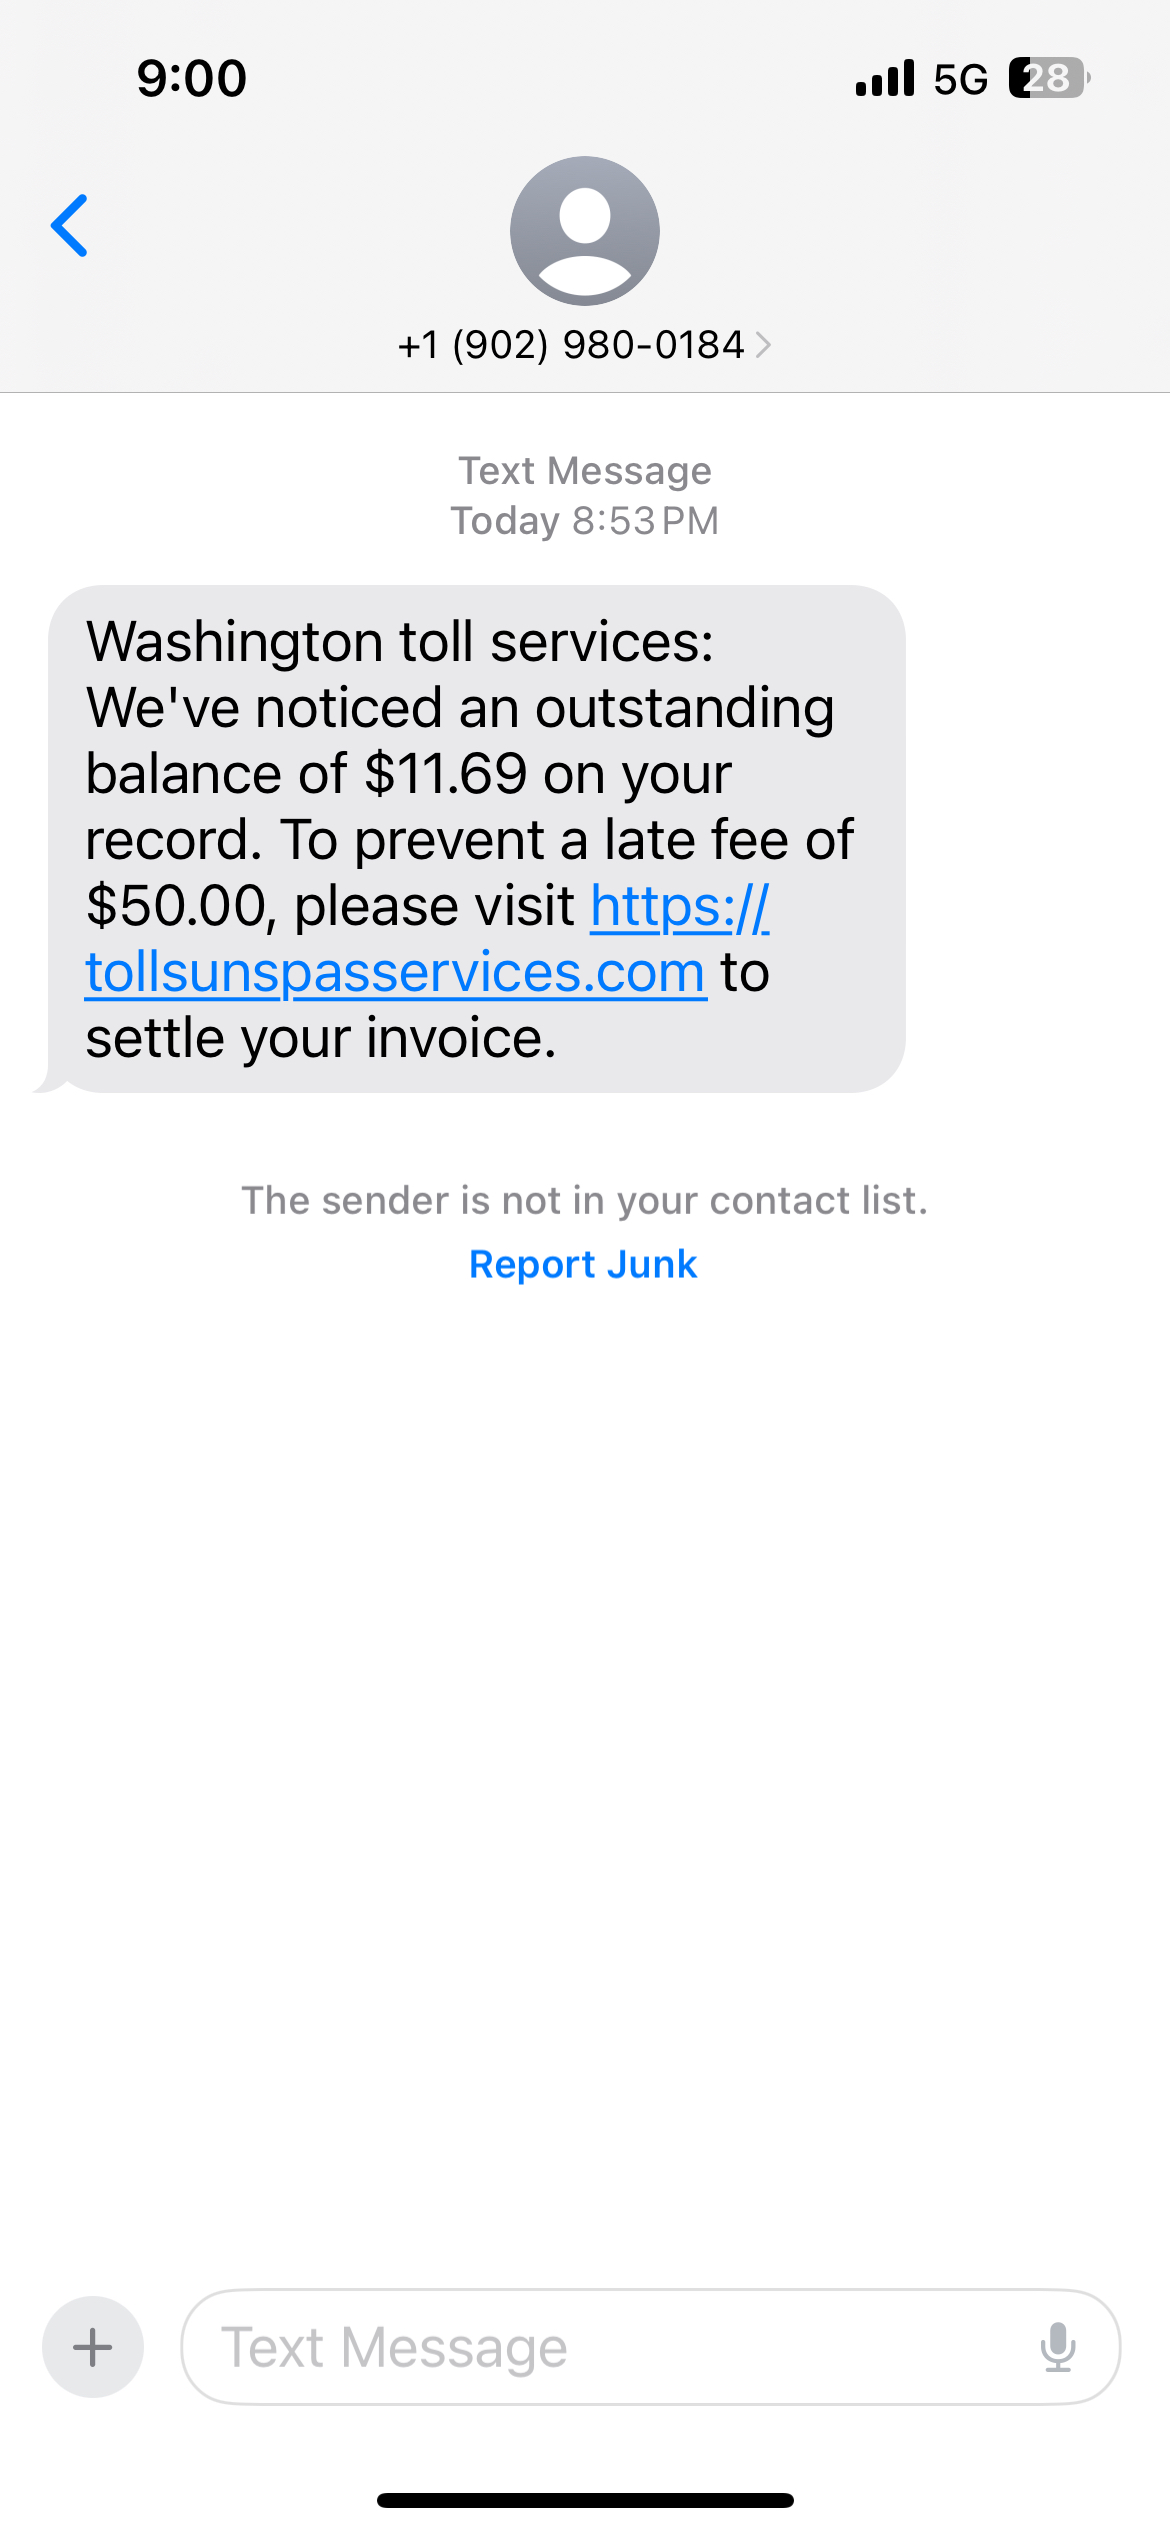 9:00
5G 28
+1 (902) 980-0184
Text Message
Today 8:53 PM
Washington toll services:
We've noticed an outstanding
balance of $11.69 on your
record. To prevent a late fee of
$50.00, please visit https://
tollsunspasservices.com to
settle your invoice.
The sender is not in your contact list.
Report Junk
Text Message